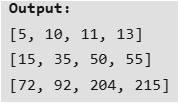 Output:
[5, 10, 11, 13]
[15, 35, 50, 55]
[72, 92, 204, 215]